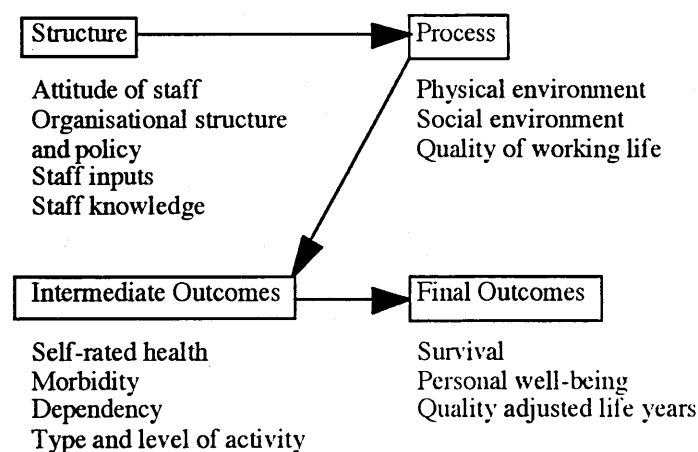 Structure
Process
Attitude of staff
Organisational structure
and policy
Staff inputs
Staff knowledge
Physical environment
Social environment
Quality of working life
Intermediate Outcomes
Final Outcomes
Self-rated health
Morbidity
Dependency
Type and level of activity
Survival
Personal well-being
Quality adjusted life years